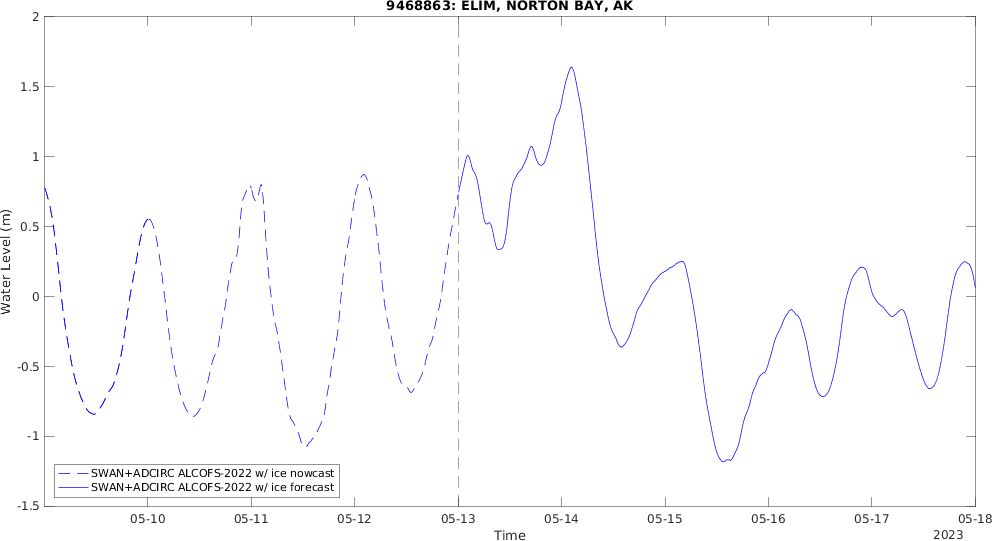 9468863: ELIM, NORTON BAY, AK
Water Level (m)
2
1.5
1
0.5
0
-0.5
-1
-1.5
SWAN+ADCIRC ALCOFS-2022 w/ ice nowcast
SWAN+ADCIRC ALCOFS-2022 w/ ice forecast
05-10 05-11 05-12 05-13 05-14 05-15 05-16 05-17 05-18
Time
2023